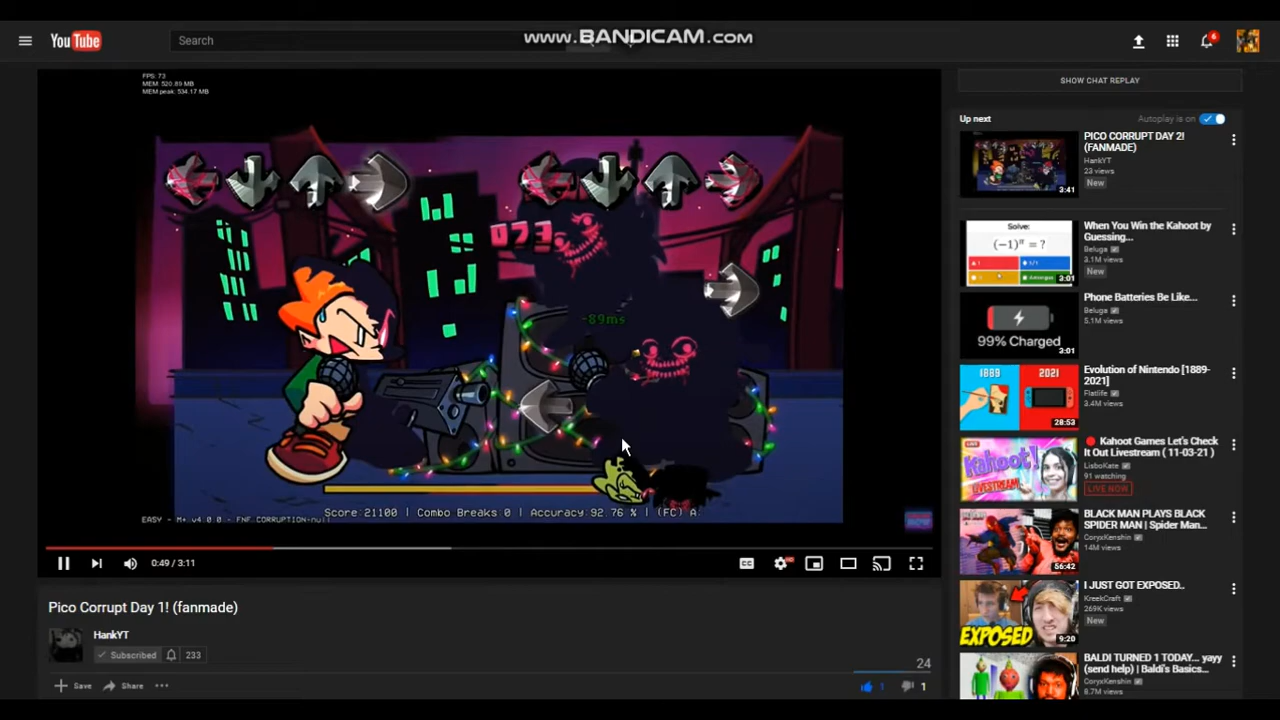 www.BANDICAM.com
YouTube
Search
6
SHOW CHAT REPLAY
FPS: 73
MEM: 520.89 MB
MEM peak: 534.17 MB
073
-89ms
Score:21100 | Combo Breaks:0 | Accuracy:92.76 % | (FC) A
0:49 / 3:11
CC
HD
Pico Corrupt Day 1! (fanmade)
HankYT
Subscribed
233
24
Save
Share
1
1
Up next
Autoplay is on
PICO CORRUPT DAY 2!
(FANMADE)
HankYT
23 views
New
3:41
Solve:
(-1)ᵑ = ?
When You Win the Kahoot by
Guessing...
Beluga
3.1M views
New
3:01
99% Charged
Phone Batteries Be Like...
Beluga
5.1M views
3:01
1889
2021
Evolution of Nintendo [1889-
2021]
Flatlife
3.4M views
28:53
LIVE
Kahoot!
LIVESTREAM
Kahoot Games Let's Check
It Out Livestream ( 11-03-21 )
LisboKate
91 watching
LIVE NOW
BLACK MAN PLAYS BLACK
SPIDER MAN | Spider Man...
CoryxKenshin
14M views
56:42
EXPOSED
I JUST GOT EXPOSED..
KreekCraft
269K views
New
9:20
BALDI TURNED 1 TODAY... yayy
(send help) | Baldi's Basics...
CoryxKenshin
8.7M views